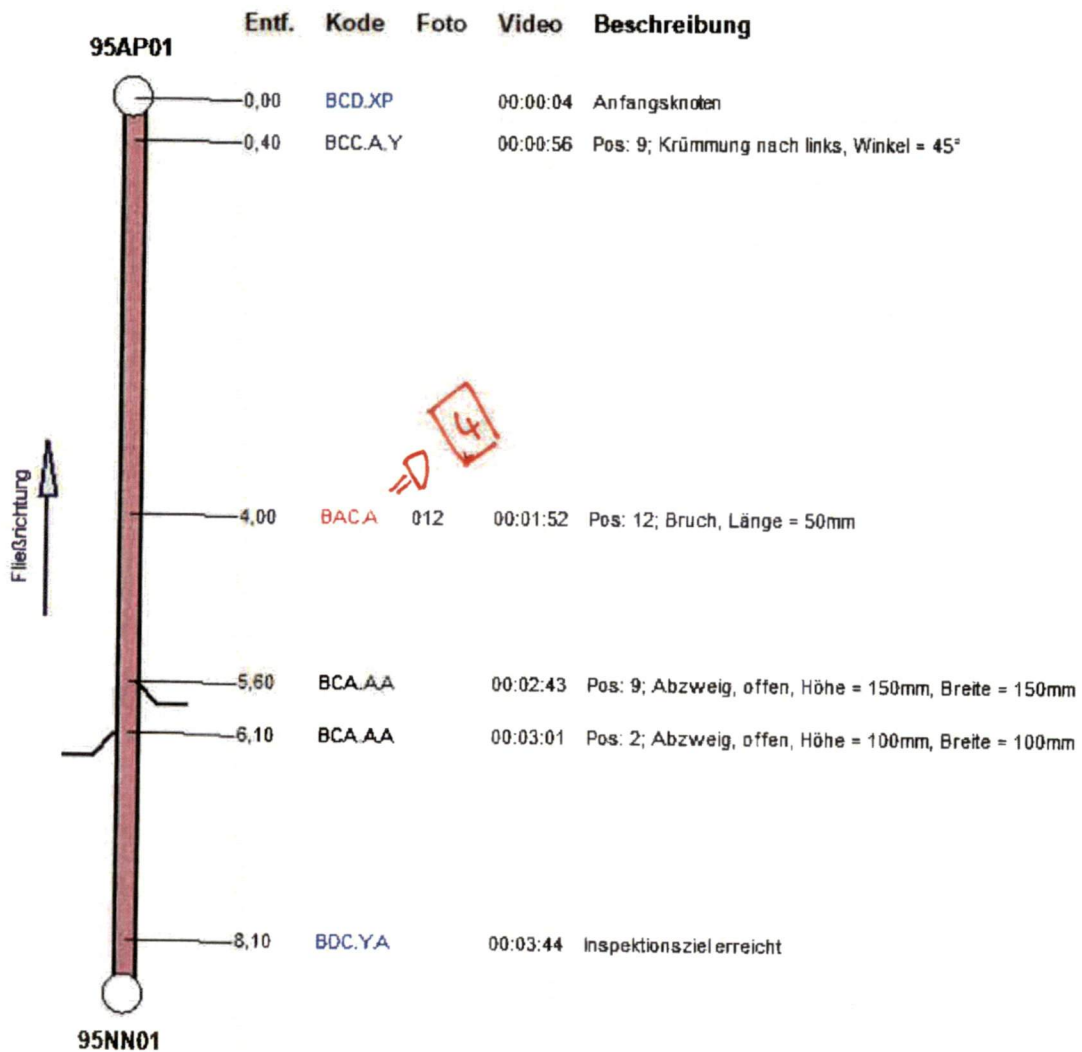 Entf. Kode Foto Video Beschreibung
95AP01
0,00 BCD.XP 00:00:04 Anfangsknoten
0,40 BCC.A.Y 00:00:56 Pos: 9; Krümmung nach links, Winkel = 45°
4
4,00 BAC.A 012 00:01:52 Pos: 12; Bruch, Länge = 50mm
Fließrichtung
5,60 BCA.A.A 00:02:43 Pos: 9; Abzweig, offen, Höhe = 150mm, Breite = 150mm
6,10 BCA.A.A 00:03:01 Pos: 2; Abzweig, offen, Höhe = 100mm, Breite = 100mm
8,10 BDC.Y.A 00:03:44 Inspektionsziel erreicht
95NN01